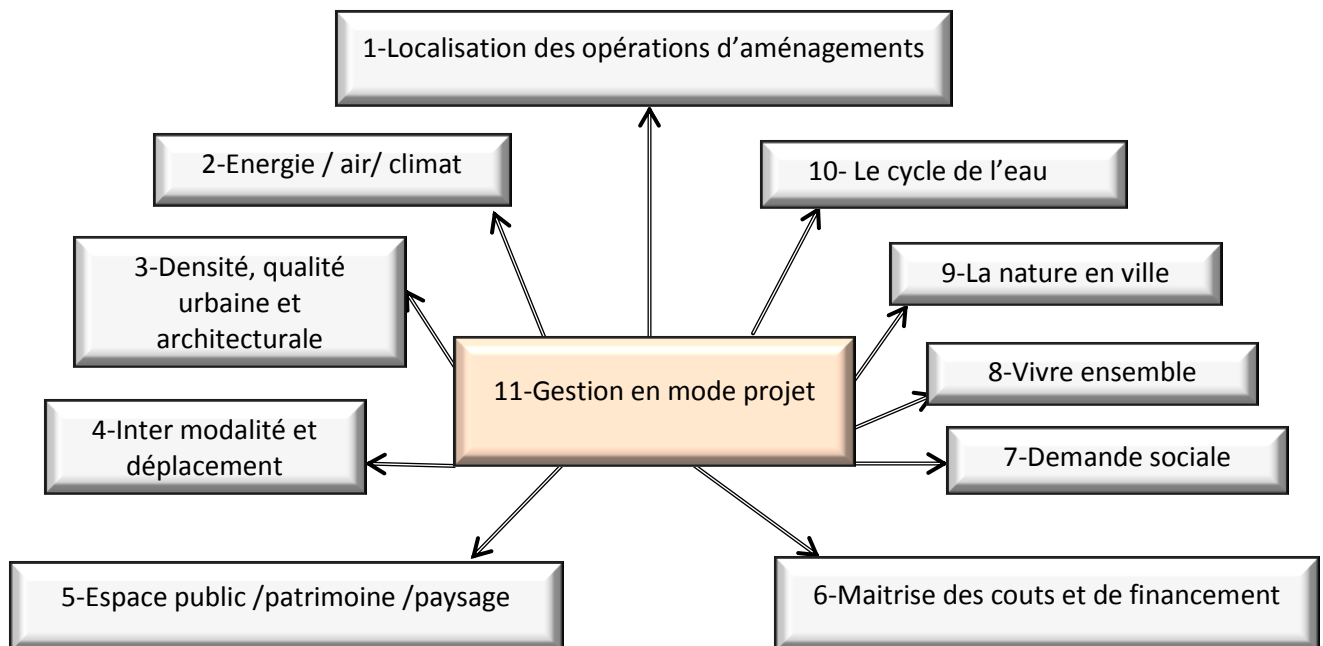 1-Localisation des opérations d’aménagements
2-Energie / air/ climat
10- Le cycle de l’eau
3-Densité, qualité
urbaine et
architecturale
9-La nature en ville
11-Gestion en mode projet
8-Vivre ensemble
4-Inter modalité et
déplacement
7-Demande sociale
5-Espace public /patrimoine /paysage
6-Maitrise des couts et de financement